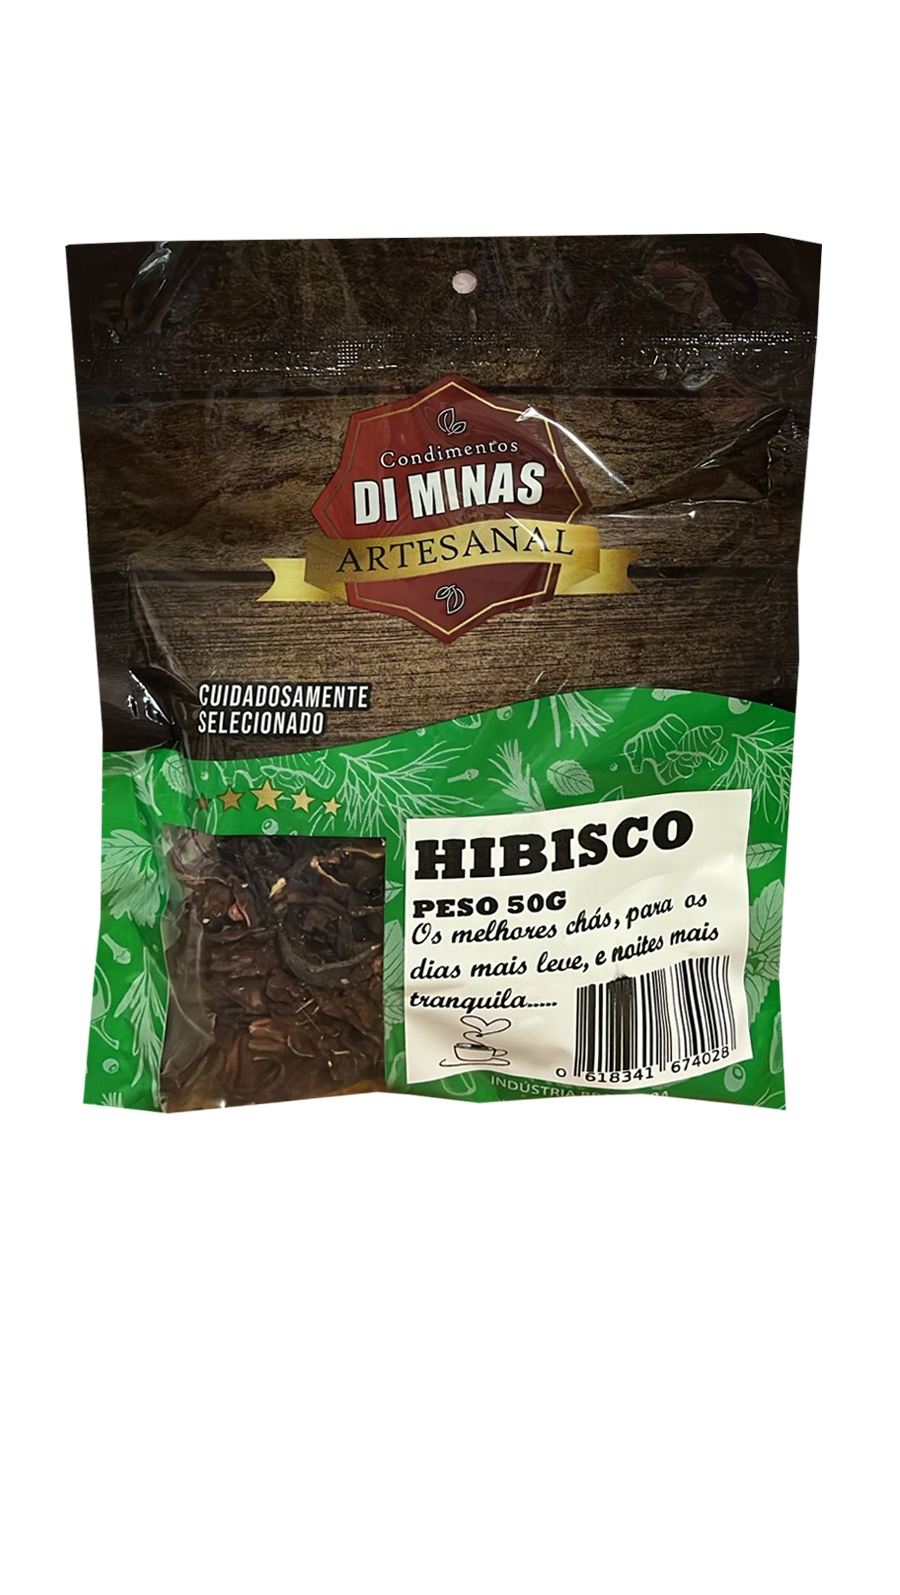 Condimentos
DI MINAS
ARTESANAL
CUIDADOSAMENTE
SELECIONADO
HIBISCO
PESO 50G
Os melhores chás, para os
dias mais leve, e noites mais
tranquila.....
0 618341 674028
INDÚSTRIA